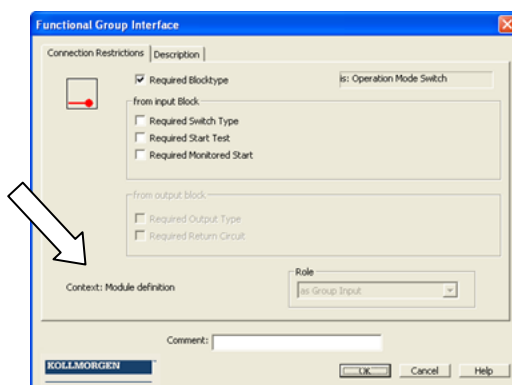 Functional Group Interface
Connection Restrictions
Description
Required Blocktype
is: Operation Mode Switch
from input Block
Required Switch Type
Required Start Test
Required Monitored Start
from output block
Required Output Type
Required Return Circuit
Context: Module definition
Role
as Group Input
Comment:
KOLLMORGEN
OK
Cancel
Help